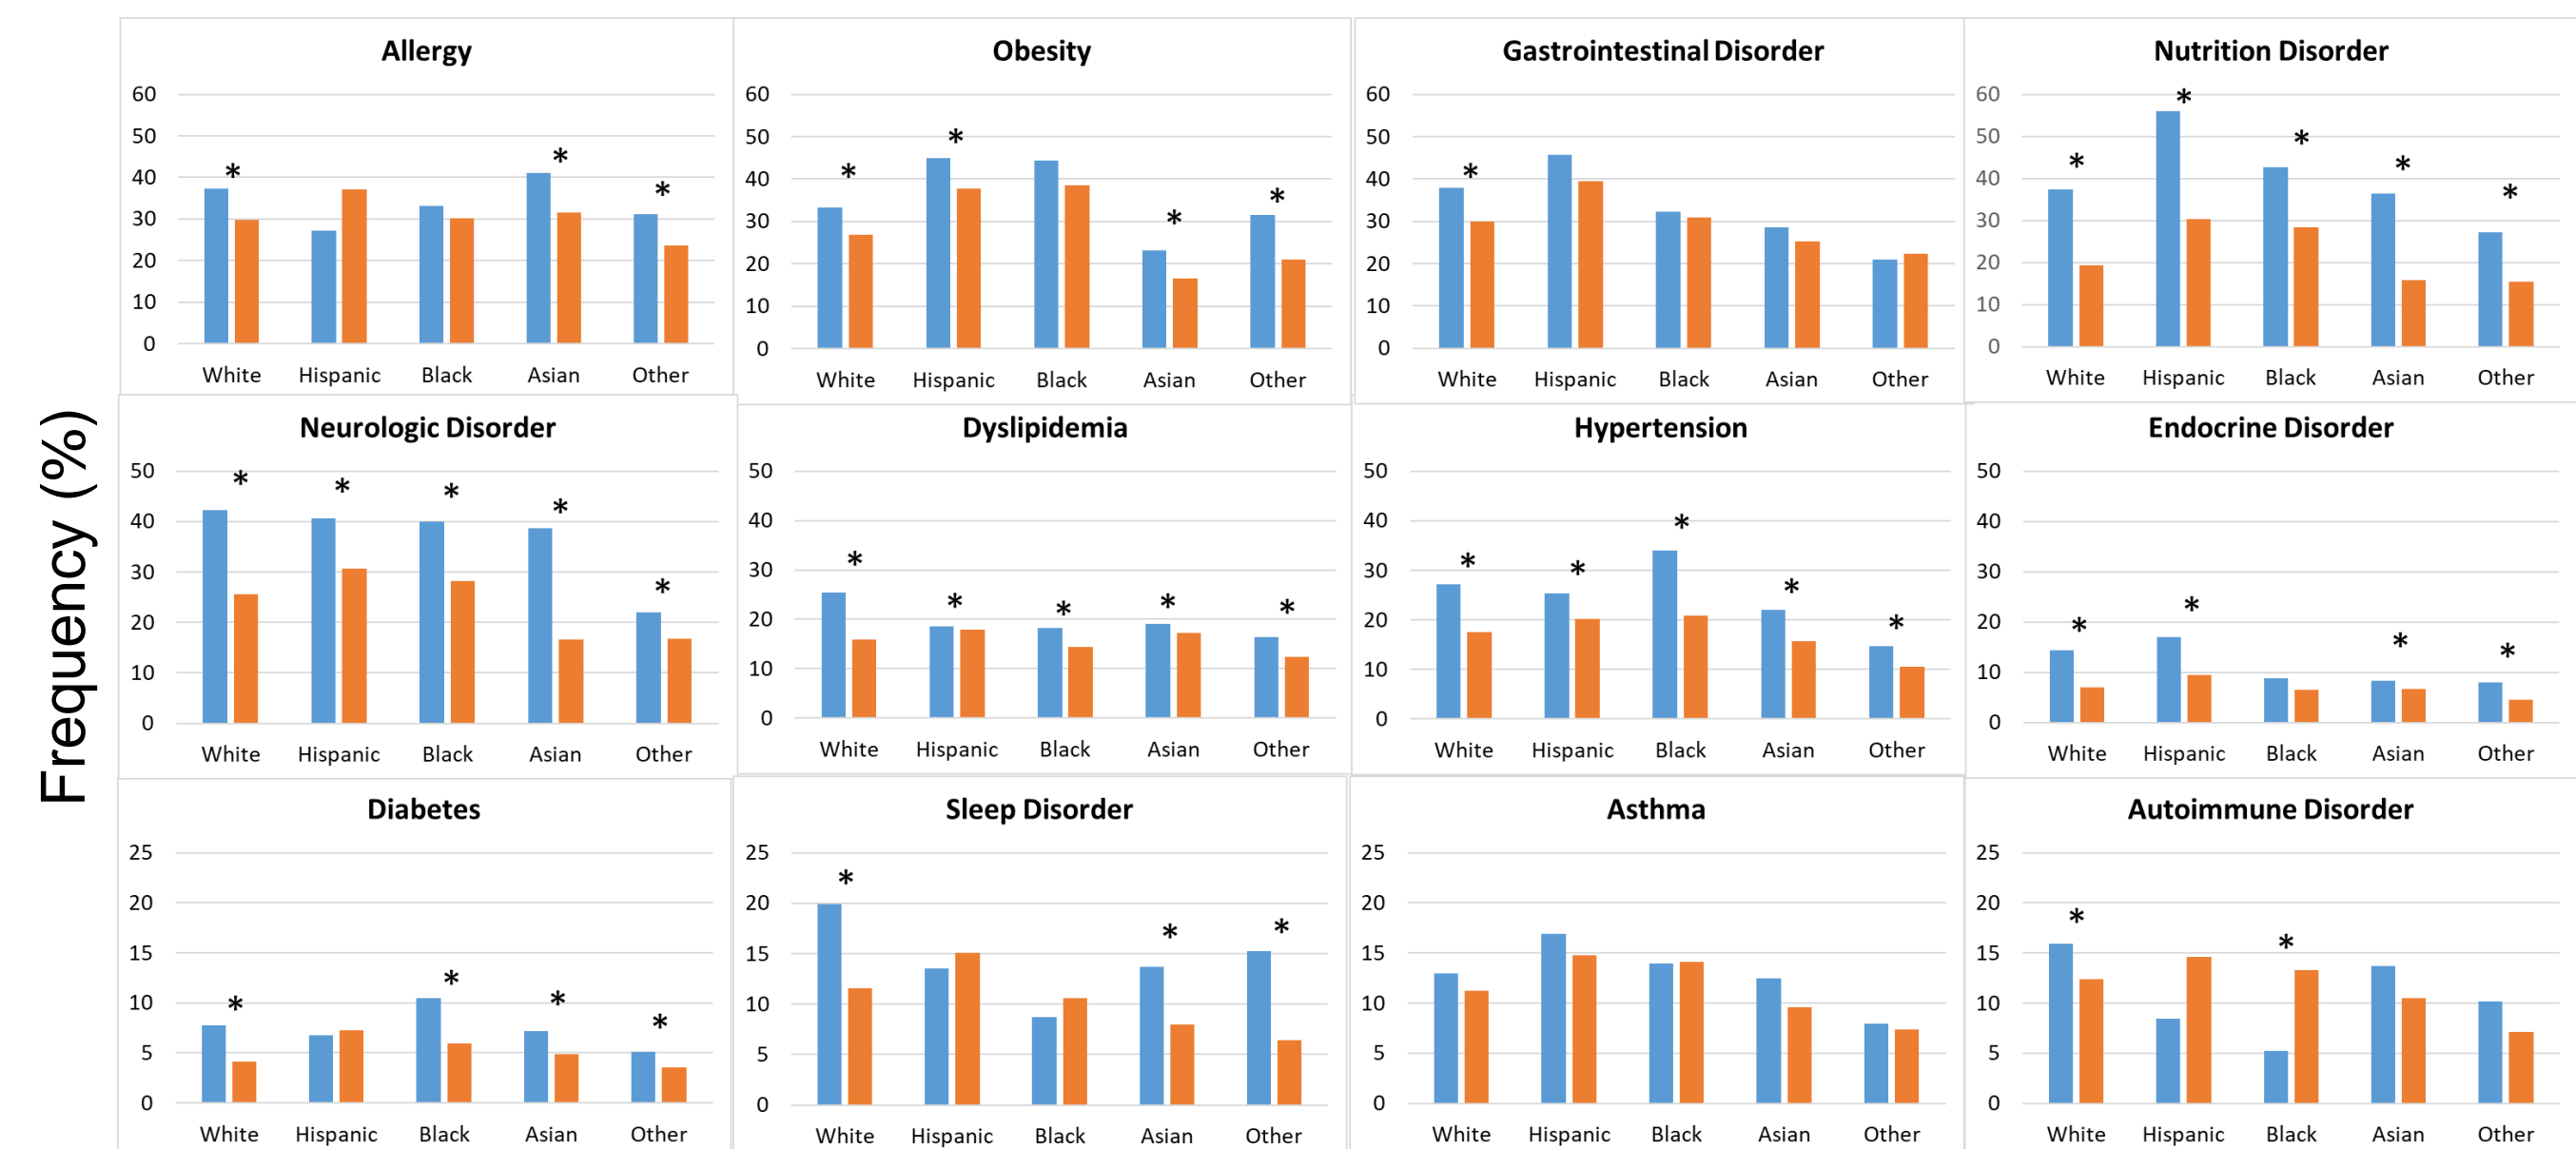 Frequency (%)
Allergy
60
50
40
30
20
10
0
* * *
White Hispanic Black Asian Other
Obesity
60
50
40
30
20
10
0
* * * *
White Hispanic Black Asian Other
Gastrointestinal Disorder
60
50
40
30
20
10
0
*
White Hispanic Black Asian Other
Nutrition Disorder
60
50
40
30
20
10
0
* * * * *
White Hispanic Black Asian Other
Neurologic Disorder
50
40
30
20
10
0
* * * * *
White Hispanic Black Asian Other
Dyslipidemia
50
40
30
20
10
0
* * * * *
White Hispanic Black Asian Other
Hypertension
50
40
30
20
10
0
* * * * *
White Hispanic Black Asian Other
Endocrine Disorder
50
40
30
20
10
0
* * * *
White Hispanic Black Asian Other
Diabetes
25
20
15
10
5
0
* * * *
White Hispanic Black Asian Other
Sleep Disorder
25
20
15
10
5
0
* * *
White Hispanic Black Asian Other
Asthma
25
20
15
10
5
0
White Hispanic Black Asian Other
Autoimmune Disorder
25
20
15
10
5
0
* *
White Hispanic Black Asian Other